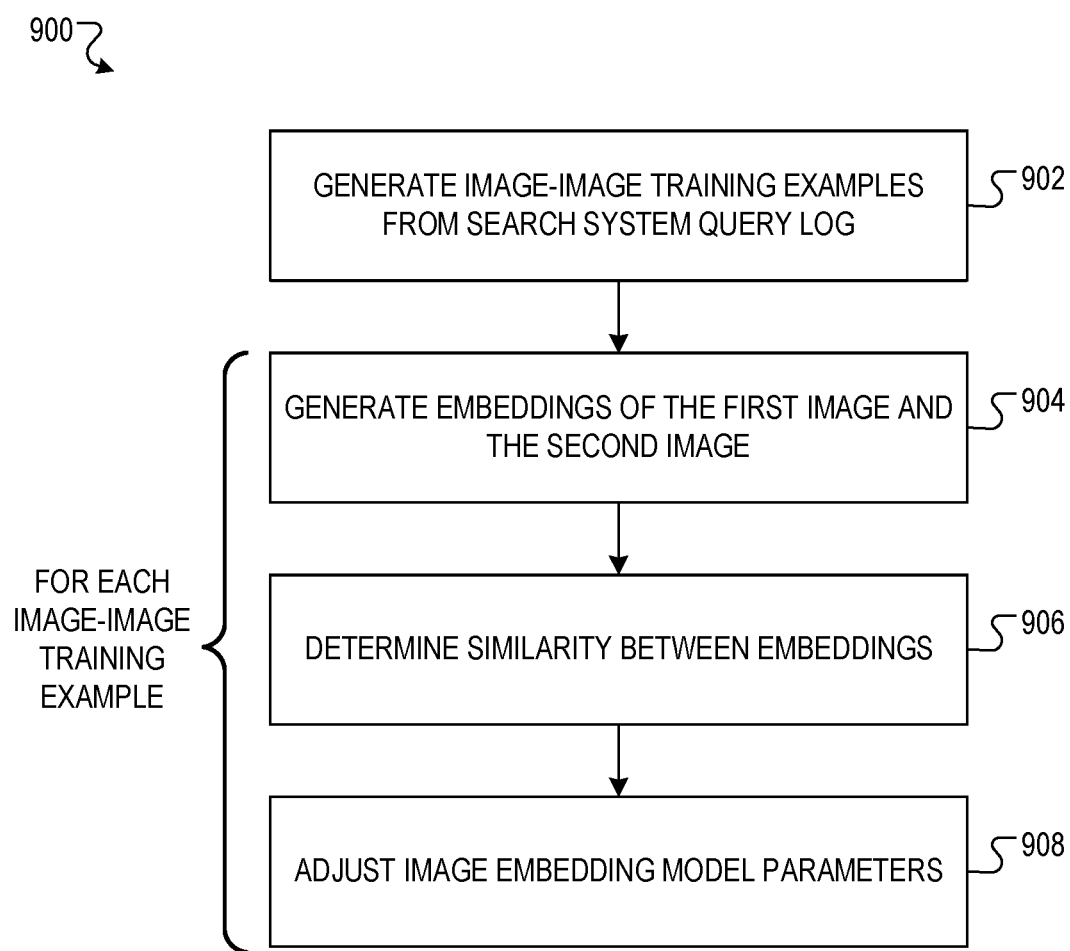 900
GENERATE IMAGE-IMAGE TRAINING EXAMPLES
FROM SEARCH SYSTEM QUERY LOG
902
GENERATE EMBEDDINGS OF THE FIRST IMAGE AND
THE SECOND IMAGE
904
FOR EACH
IMAGE-IMAGE
TRAINING
EXAMPLE
DETERMINE SIMILARITY BETWEEN EMBEDDINGS
906
ADJUST IMAGE EMBEDDING MODEL PARAMETERS
908